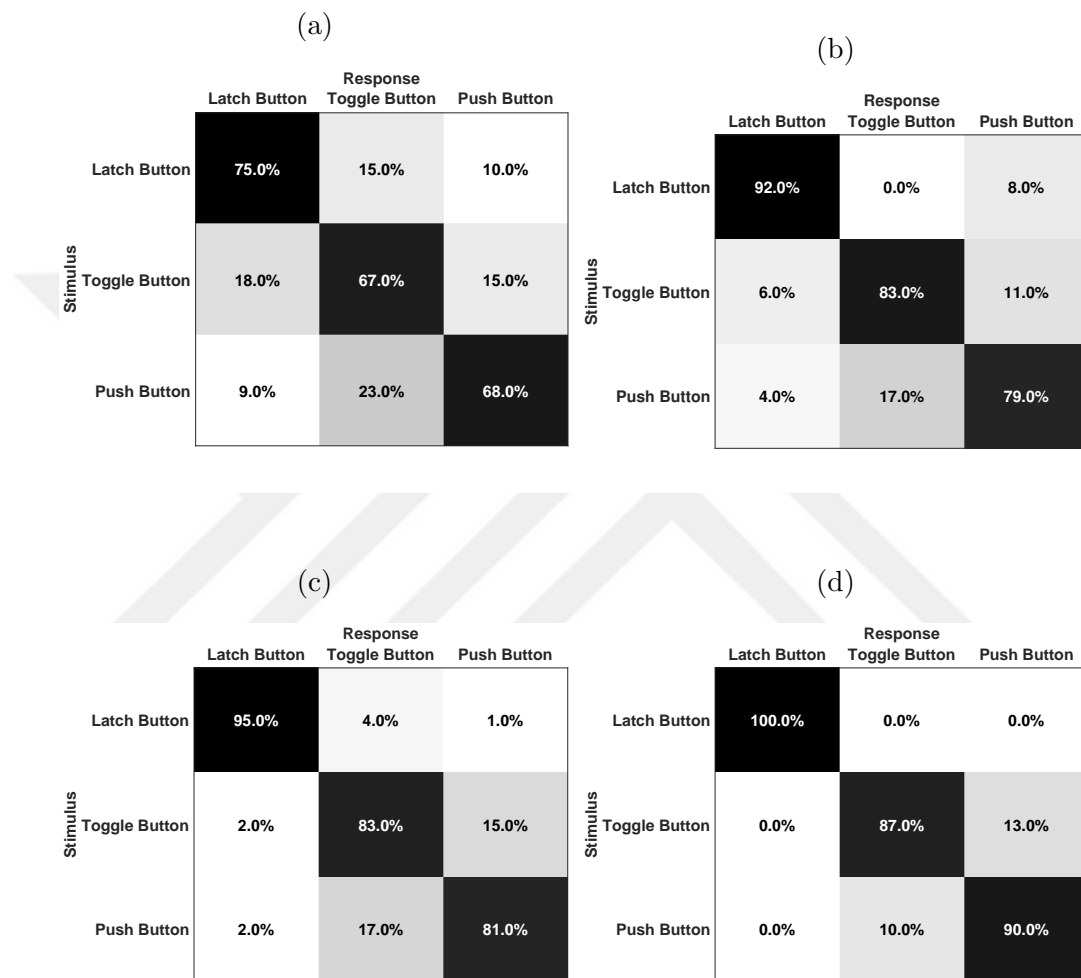 (a)
Response
Latch Button Toggle Button Push Button
Latch Button 75.0% 15.0% 10.0%
Stimulus
Toggle Button 18.0% 67.0% 15.0%
Push Button 9.0% 23.0% 68.0%
(b)
Response
Latch Button Toggle Button Push Button
Latch Button 92.0% 0.0% 8.0%
Stimulus
Toggle Button 6.0% 83.0% 11.0%
Push Button 4.0% 17.0% 79.0%
(c)
Response
Latch Button Toggle Button Push Button
Latch Button 95.0% 4.0% 1.0%
Stimulus
Toggle Button 2.0% 83.0% 15.0%
Push Button 2.0% 17.0% 81.0%
(d)
Response
Latch Button Toggle Button Push Button
Latch Button 100.0% 0.0% 0.0%
Stimulus
Toggle Button 0.0% 87.0% 13.0%
Push Button 0.0% 10.0% 90.0%